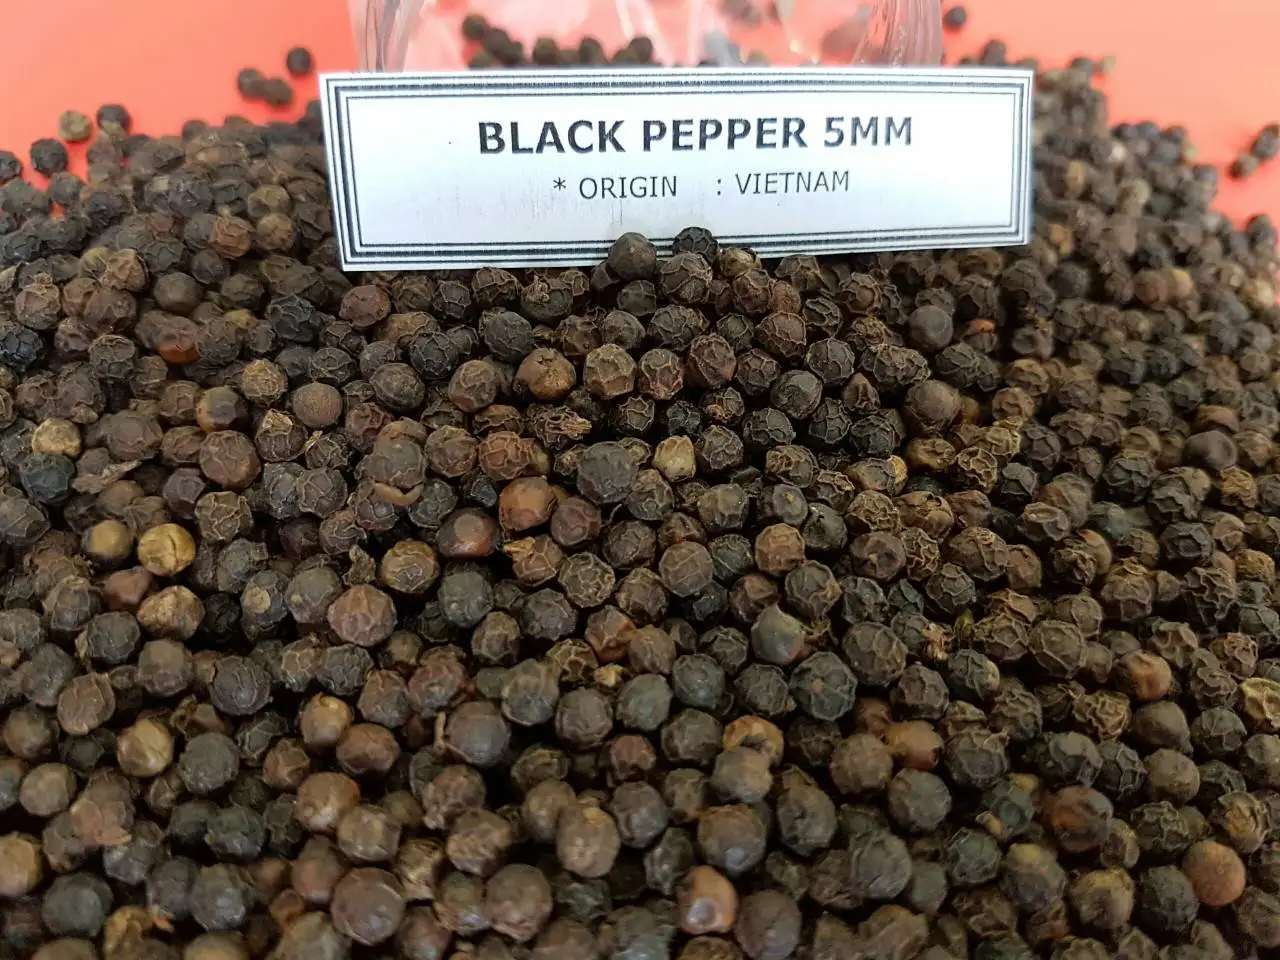 BLACK PEPPER 5MM
* ORIGIN : VIETNAM